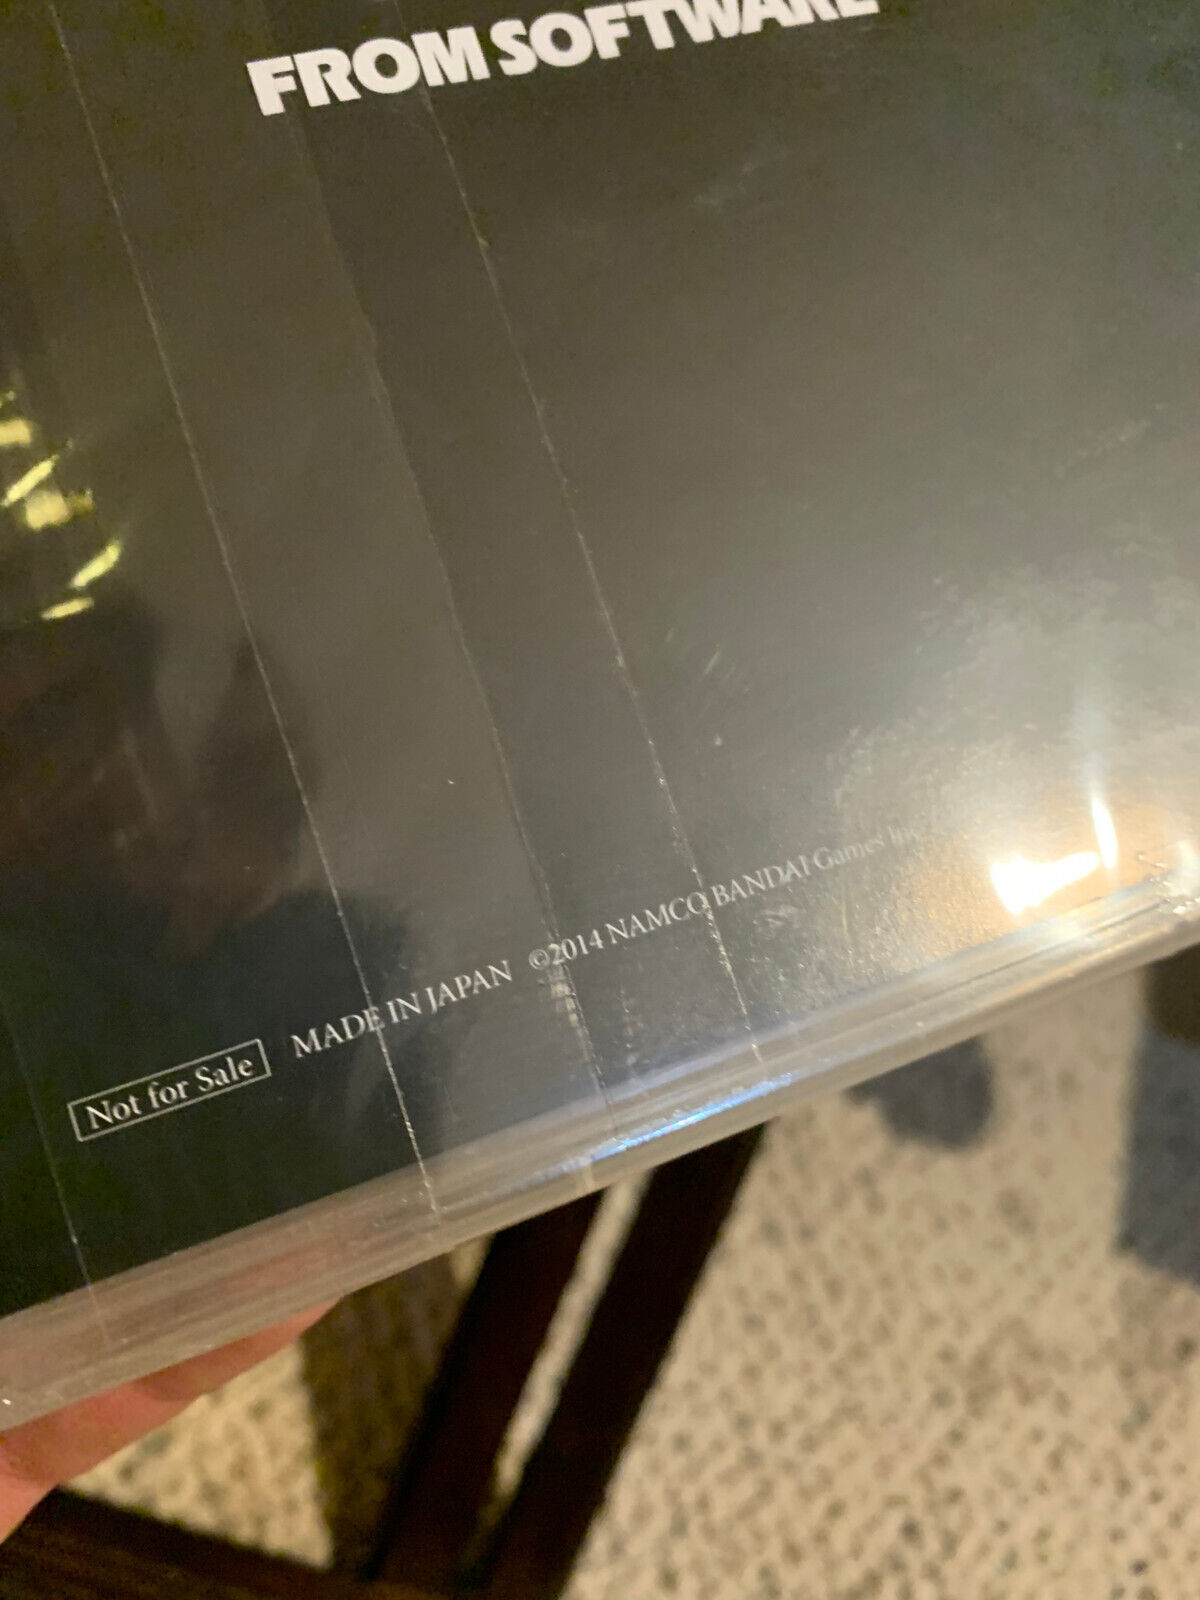 FROM SOFTWARE
Not for Sale MADE IN JAPAN ©2014 NAMCO BANDAI Games Inc.